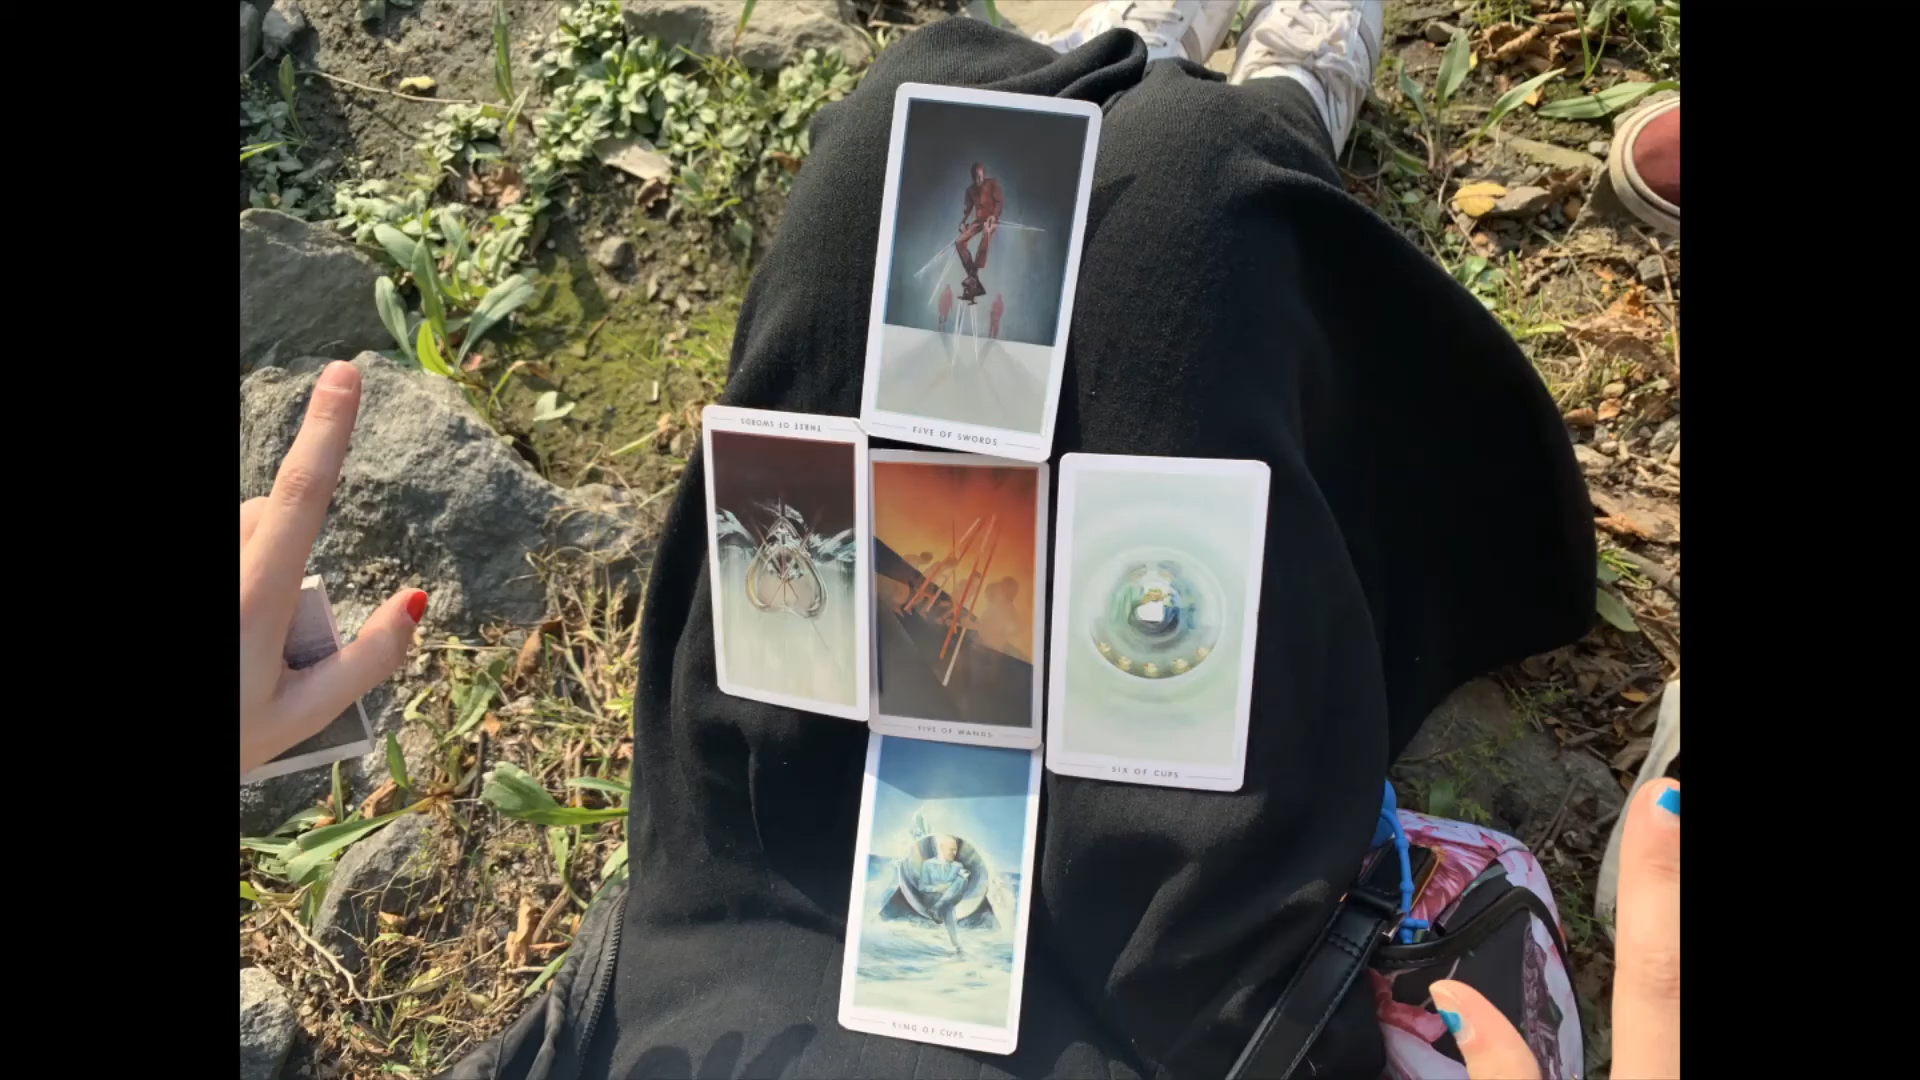 FIVE OF SWORDS
THREE OF SWORDS
FIVE OF WANDS
SIX OF CUPS
KING OF CUPS